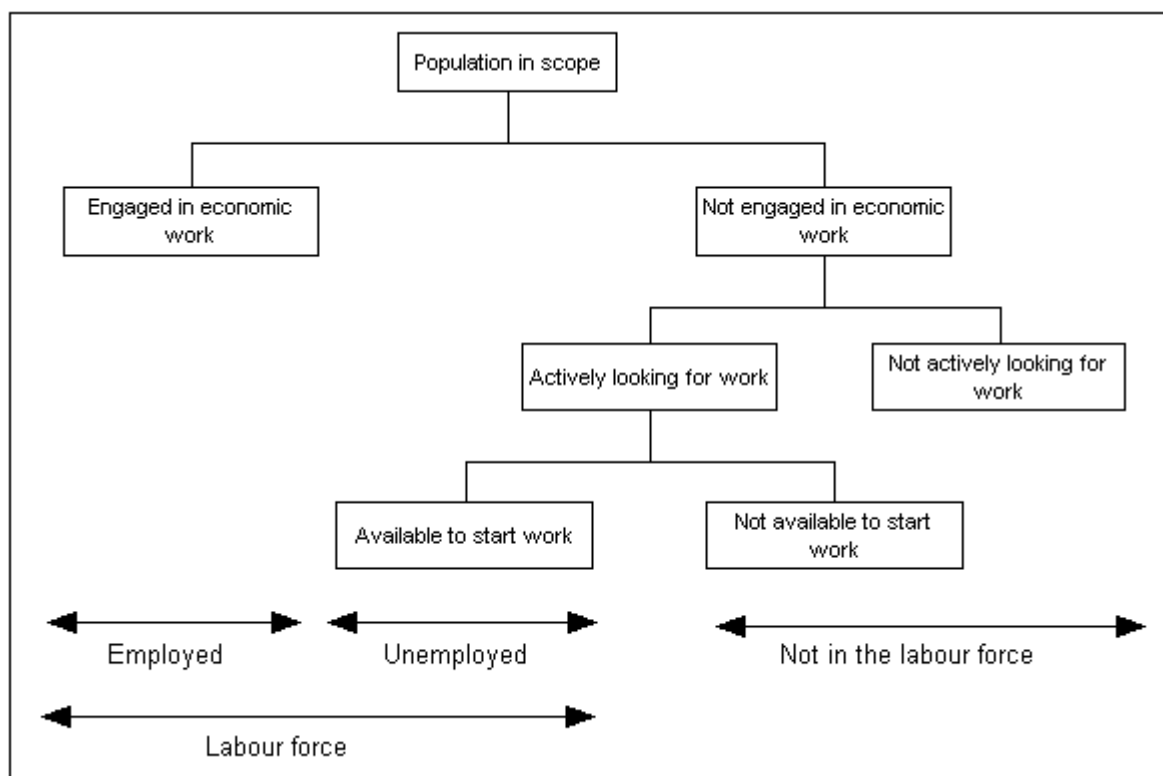 Population in scope
Engaged in economic
work
Not engaged in economic
work
Actively looking for work
Not actively looking for
work
Available to start work
Not available to start
work
Employed
Unemployed
Not in the labour force
Labour force